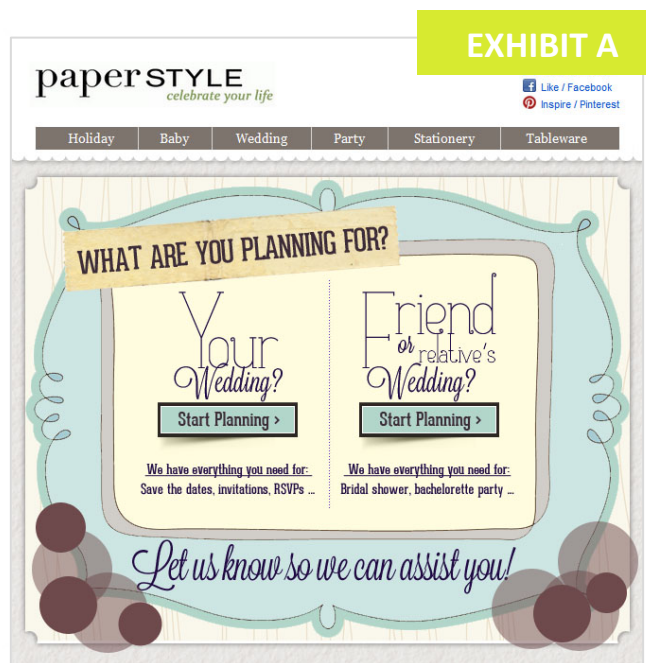 EXHIBIT A
paper STYLE
celebrate your life
Like / Facebook
Inspire / Pinterest
Holiday Baby Wedding Party Stationery Tableware
WHAT ARE YOU PLANNING FOR?
Your
Wedding?
Start Planning >
We have everything you need for:
Save the dates, invitations, RSVPs ...
Friend
or relative's
Wedding?
Start Planning >
We have everything you need for:
Bridal shower, bachelorette party ...
Let us know so we can assist you!